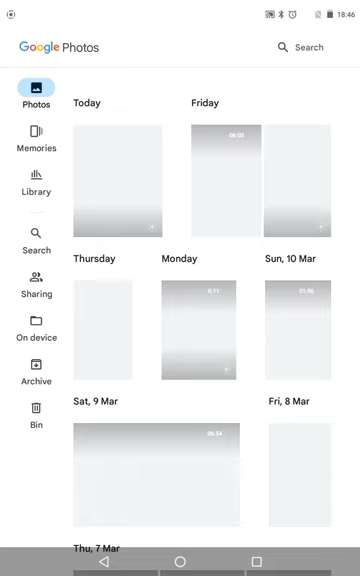 18:46
Google Photos
Search
Photos
Today
Friday
06:03
Memories
Library
Thursday
Monday
Sun, 10 Mar
Search
0:11
01:06
Sharing
On device
Archive
Sat, 9 Mar
Fri, 8 Mar
Bin
06:54
Thu, 7 Mar